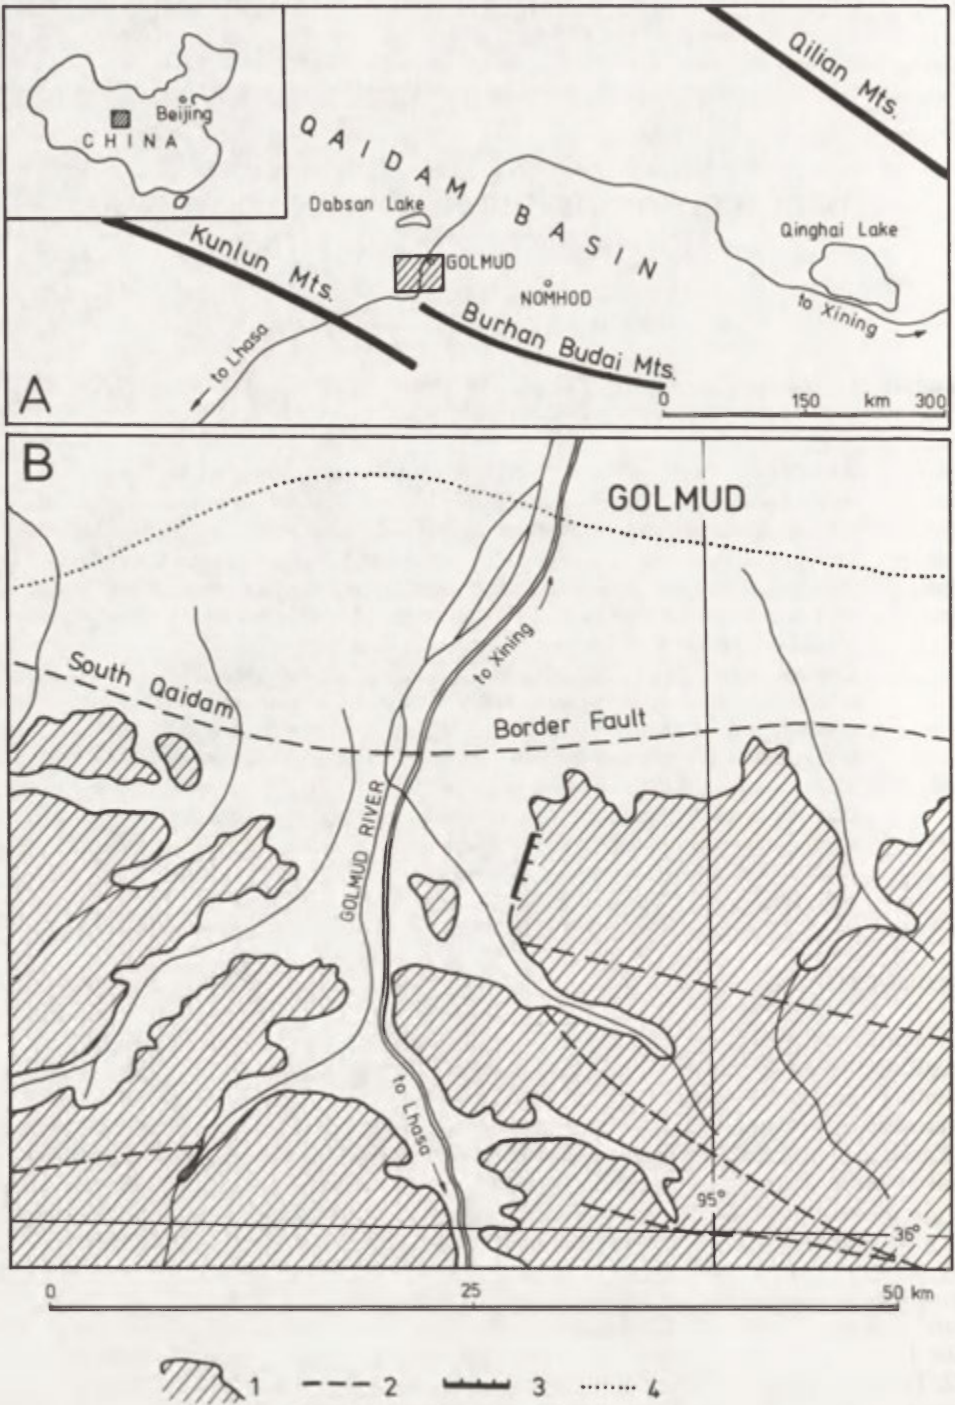 Beijing
CHINA
Qilian Mts.
QAIDAM BASIN
Dabsan Lake
Qinghai Lake
Kunlun Mts.
GOLMUD
NOMHOD
to Xining
Burhan Budai Mts.
to Lhasa
A
0 150 km 300
B
GOLMUD
to Xining
South Qaidam Border Fault
GOLMUD RIVER
to Lhasa
95°
36°
0 25 50 km
1 2 3 4